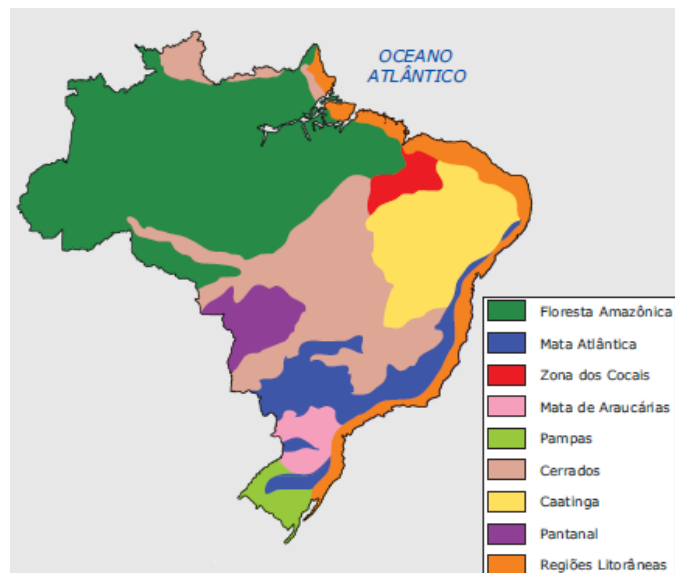 OCEANO
ATLÂNTICO
Floresta Amazônica
Mata Atlântica
Zona dos Cocais
Mata de Araucárias
Pampas
Cerrados
Caatinga
Pantanal
Regiões Litorâneas